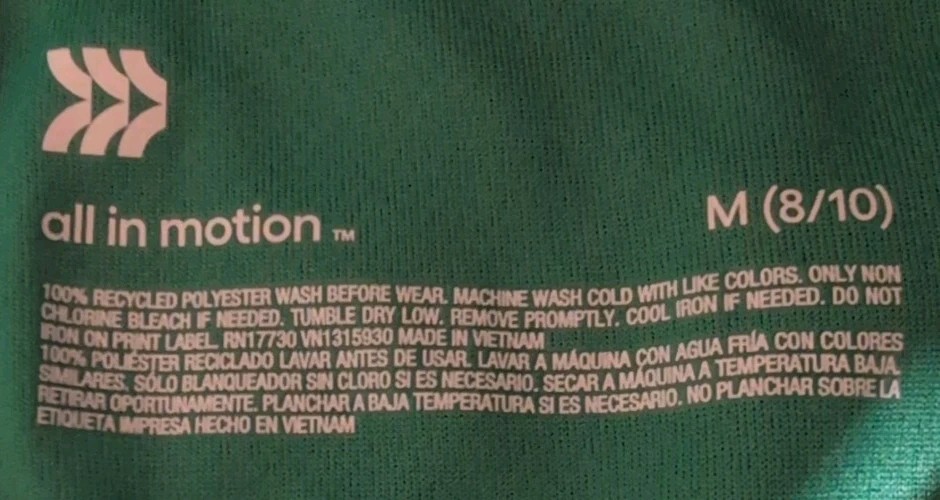 all in motion ™
M (8/10)
100% RECYCLED POLYESTER WASH BEFORE WEAR. MACHINE WASH COLD WITH LIKE COLORS. ONLY NON
CHLORINE BLEACH IF NEEDED. TUMBLE DRY LOW. REMOVE PROMPTLY. COOL IRON IF NEEDED. DO NOT
IRON ON PRINT LABEL. RN17730 VN1315930 MADE IN VIETNAM
100% POLIÉSTER RECICLADO LAVAR ANTES DE USAR. LAVAR A MÁQUINA CON AGUA FRÍA CON COLORES
SIMILARES. SÓLO BLANQUEADOR SIN CLORO SI ES NECESARIO. SECAR A MÁQUINA A TEMPERATURA BAJA.
RETIRAR OPORTUNAMENTE. PLANCHAR A BAJA TEMPERATURA SI ES NECESARIO. NO PLANCHAR SOBRE LA
ETIQUETA IMPRESA HECHO EN VIETNAM